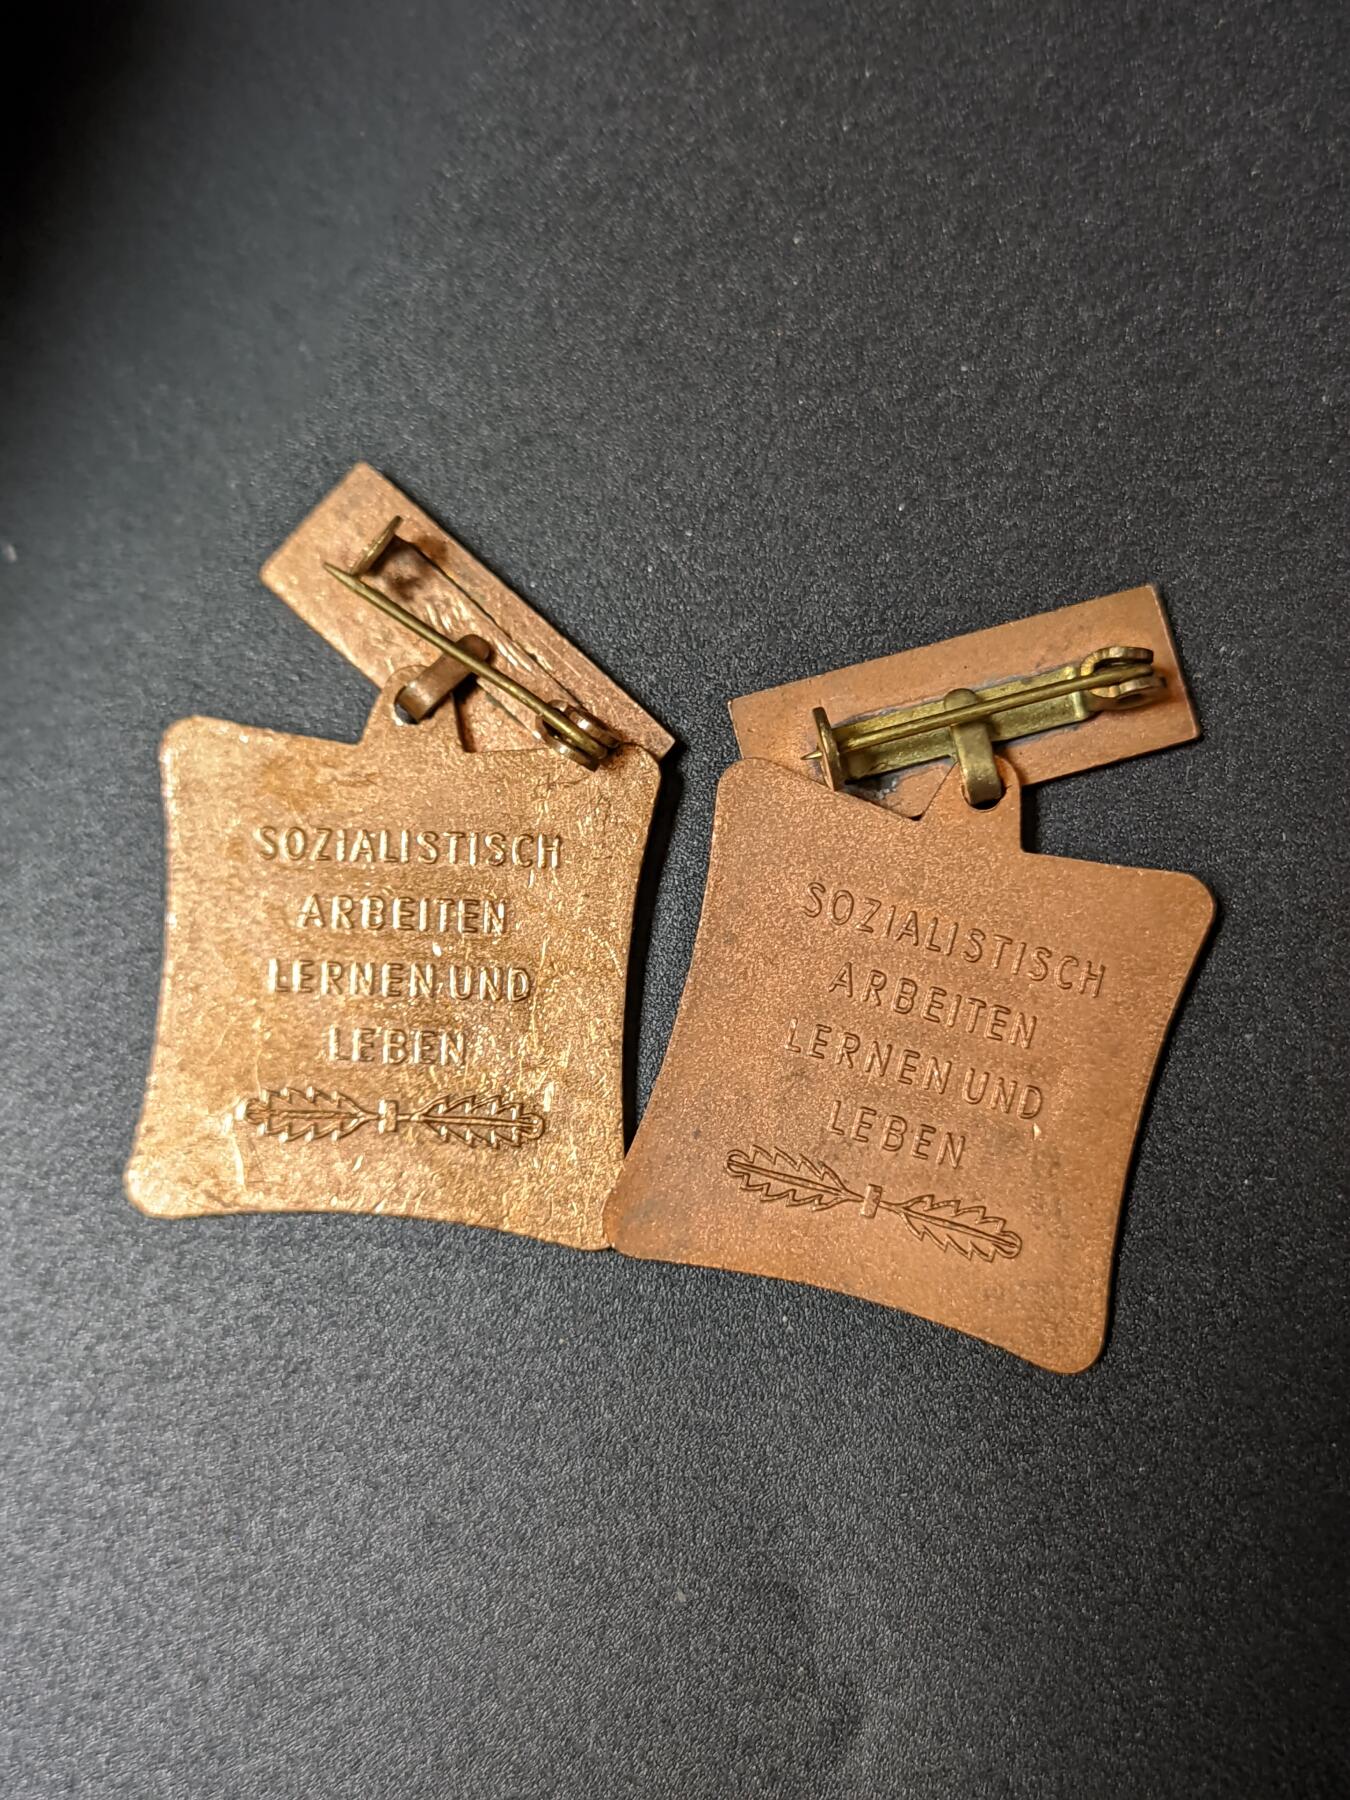 SOZIALISTISCH
ARBEITEN
LERNEN UND
LEBEN
SOZIALISTISCH
ARBEITEN
LERNEN UND
LEBEN